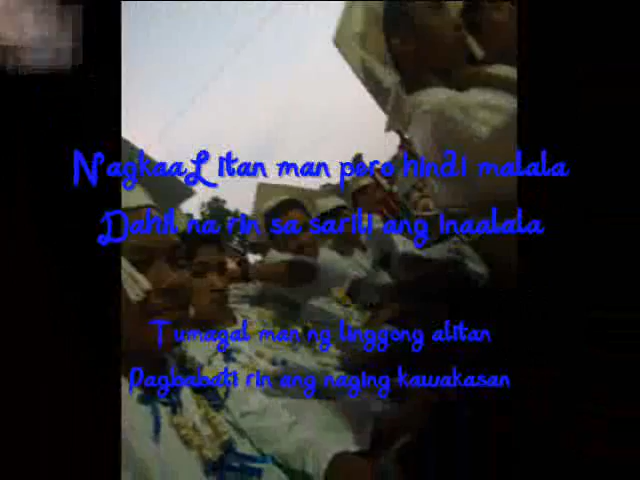 NagkaaLitan man pero hindi malala
Dahil na rin sa sarili ang inaalala
Tumagal man ng linggong alitan
Pagbabati rin ang naging kawakasan